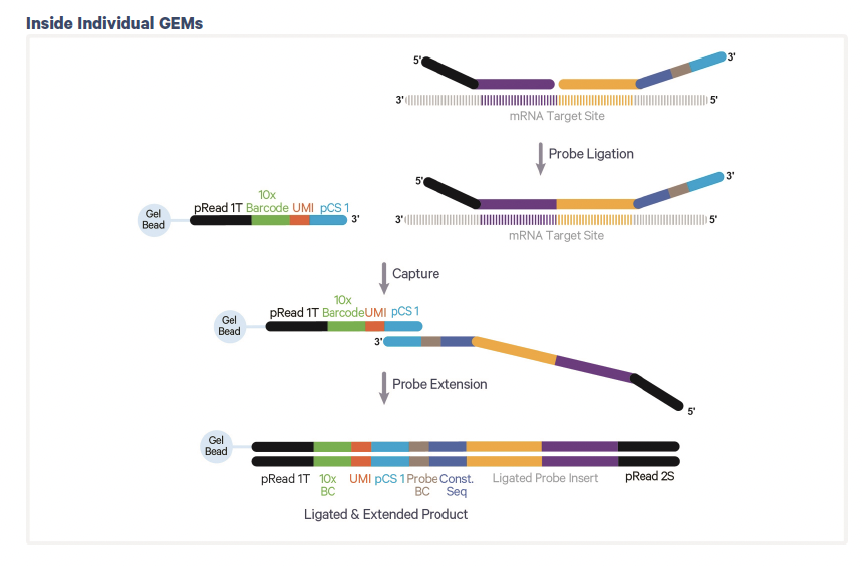 Inside Individual GEMs
5'
3'
3'
5'
mRNA Target Site
Probe Ligation
5'
3'
3'
5'
mRNA Target Site
Gel
Bead
pRead 1T
10x
Barcode
UMI
pCS 1
3'
Capture
Gel
Bead
pRead 1T
10x
Barcode
UMI
pCS 1
3'
5'
Probe Extension
Gel
Bead
pRead 1T
10x
BC
UMI
pCS 1
Probe
BC
Const.
Seq
Ligated Probe Insert
pRead 2S
Ligated & Extended Product